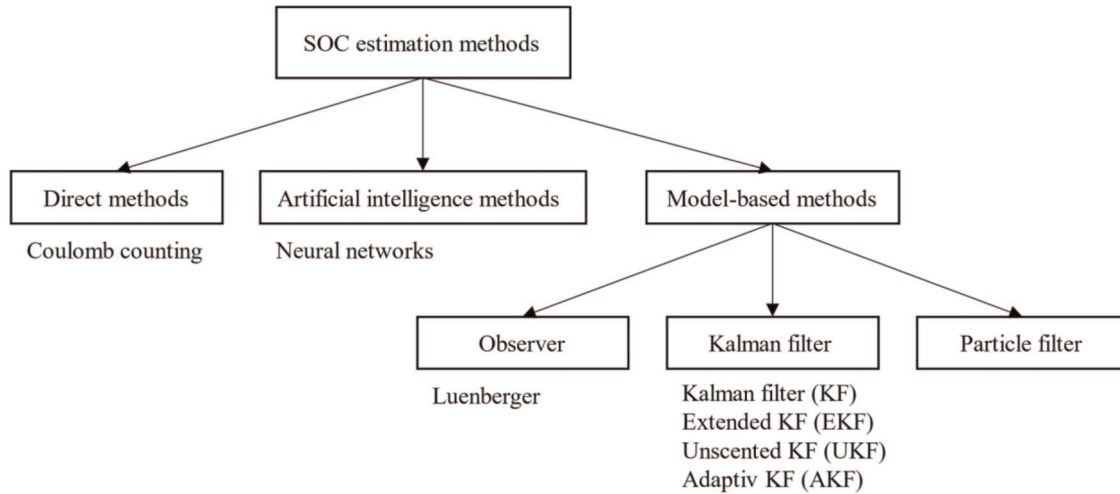 SOC estimation methods
Direct methods
Artificial intelligence methods
Model-based methods
Coulomb counting
Neural networks
Observer
Kalman filter
Particle filter
Luenberger
Kalman filter (KF)
Extended KF (EKF)
Unscented KF (UKF)
Adaptiv KF (AKF)